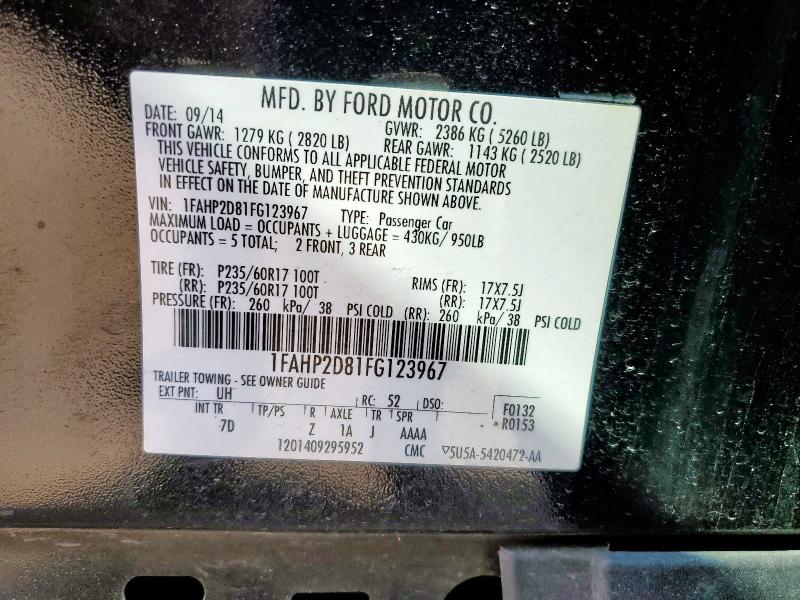 MFD. BY FORD MOTOR CO.
DATE: 09/14 GVWR: 2386 KG ( 5260 LB)
FRONT GAWR: 1279 KG ( 2820 LB) REAR GAWR: 1143 KG ( 2520 LB)
THIS VEHICLE CONFORMS TO ALL APPLICABLE FEDERAL MOTOR
VEHICLE SAFETY, BUMPER, AND THEFT PREVENTION STANDARDS
IN EFFECT ON THE DATE OF MANUFACTURE SHOWN ABOVE.
VIN: 1FAHP2D81FG123967 TYPE: Passenger Car
MAXIMUM LOAD = OCCUPANTS + LUGGAGE = 430KG/ 950LB
OCCUPANTS = 5 TOTAL; 2 FRONT, 3 REAR
TIRE (FR): P235/60R17 100T RIMS (FR): 17X7.5J
(RR): P235/60R17 100T (RR): 17X7.5J
PRESSURE (FR): 260 kPa/ 38 PSI COLD (RR): 260 kPa/ 38 PSI COLD
1FAHP2D81FG123967
TRAILER TOWING - SEE OWNER GUIDE
EXT PNT: UH RC: 52 DSO: F0132
INT TR TP/PS R AXLE TR SPR R0153
7D Z 1A J AAAA
1201409295952 CMC ▽5U5A-5420472-AA